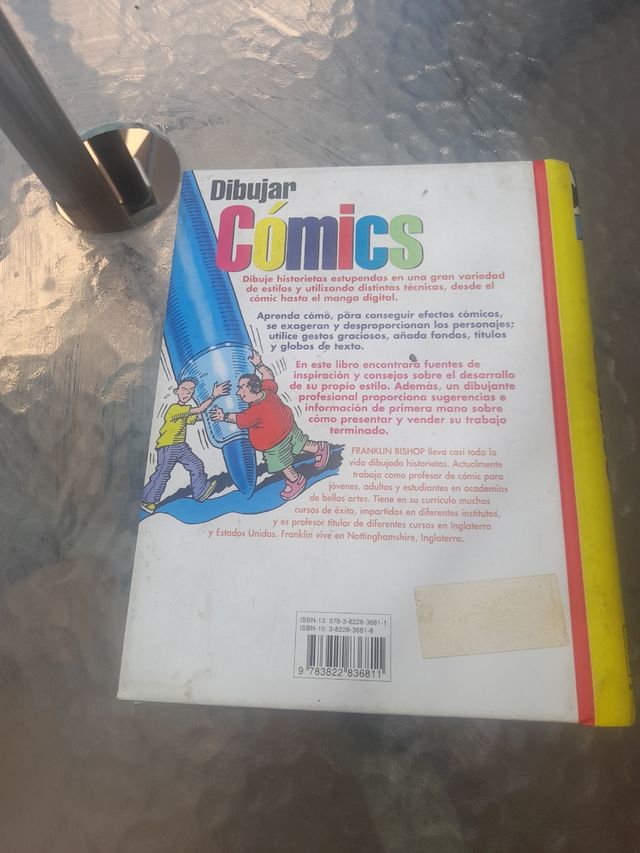 Dibujar
Cómics
Dibuje historietas estupendas en una gran variedad
de estilos y utilizando distintas técnicas, desde el
cómic hasta el manga digital.
Aprenda cómo, para conseguir efectos cómicos,
se exageran y desproporcionan los personajes;
utilice gestos graciosos, añada fondos, títulos
y globos de texto.
En este libro encontrará fuentes de
inspiración y consejos sobre el desarrollo
de su propio estilo. Además, un dibujante
profesional proporciona sugerencias e
información de primera mano sobre
cómo presentar y vender su trabajo
terminado.
FRANKLIN BISHOP lleva casi toda la
vida dibujado historietas. Actualmente
trabaja como profesor de cómic para
jóvenes, adultos y estudiantes en academias
de bellas artes. Tiene en su currículo muchos
cursos de éxito, impartidos en diferentes institutos,
y es profesor titular de diferentes cursos en Inglaterra
y Estados Unidos. Franklin vive en Nottinghamshire, Inglaterra.
ISBN-13: 978-3-8228-3681-1
ISBN-10: 3-8228-3681-8
9 783822 836811